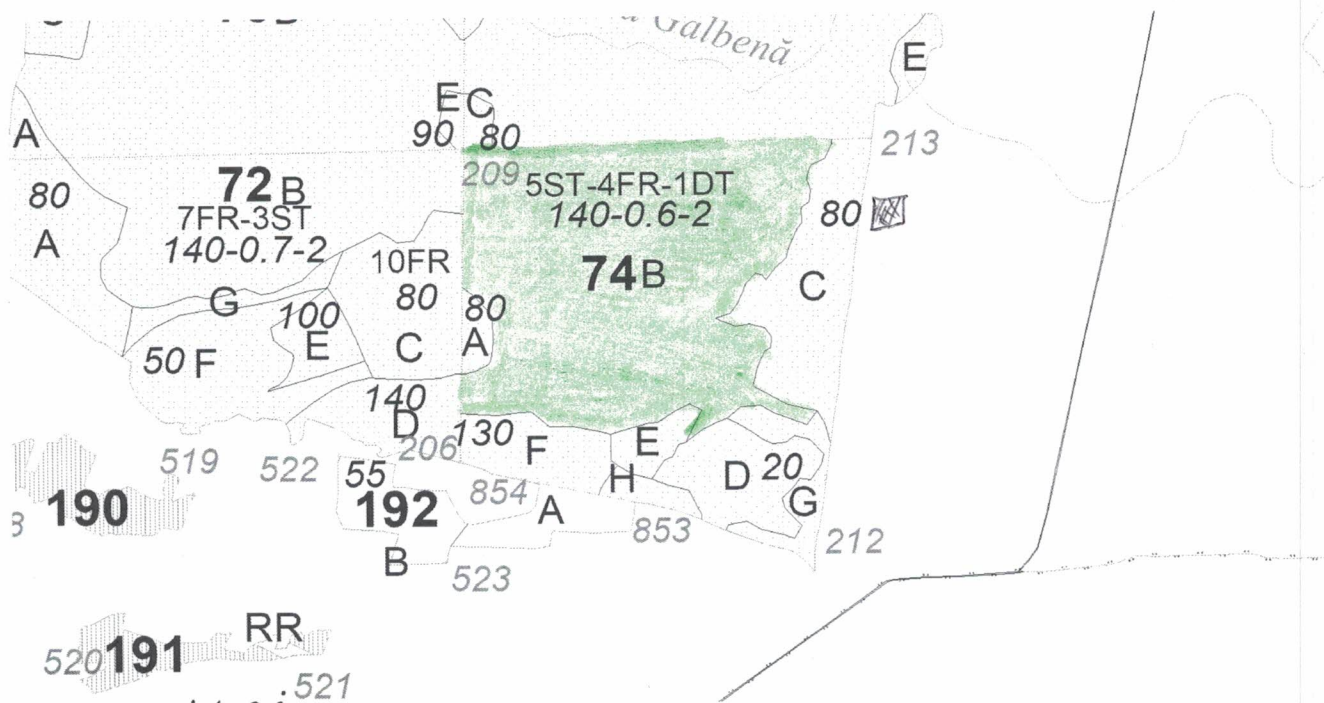 a Galbenă
E
E C
90 80
A
213
209
72 B
7FR-3ST
140-0.7-2
5ST-4FR-1DT
140-0.6-2
80
A
80
74 B
10FR
80
C
C
G
100
E
80
A
50 F
140
D
206
130
F
E
H
D 20
G
519
522
55
190
192
854
A
853
212
B
523
RR
520 191
521